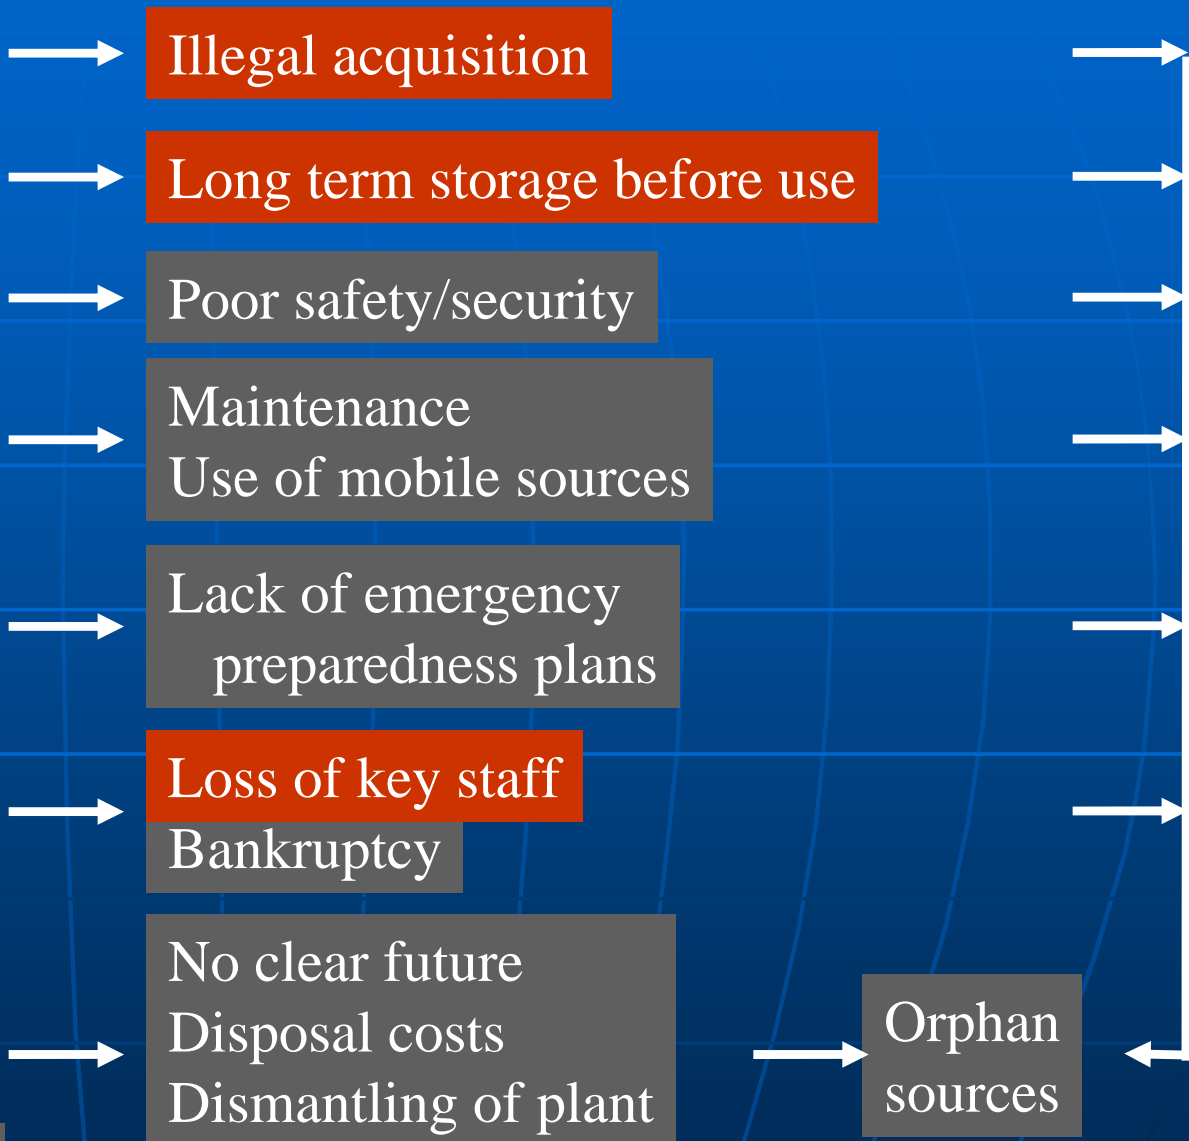 Illegal acquisition
Long term storage before use
Poor safety/security
Maintenance
Use of mobile sources
Lack of emergency
preparedness plans
Loss of key staff
Bankruptcy
No clear future
Disposal costs
Dismantling of plant
Orphan
sources